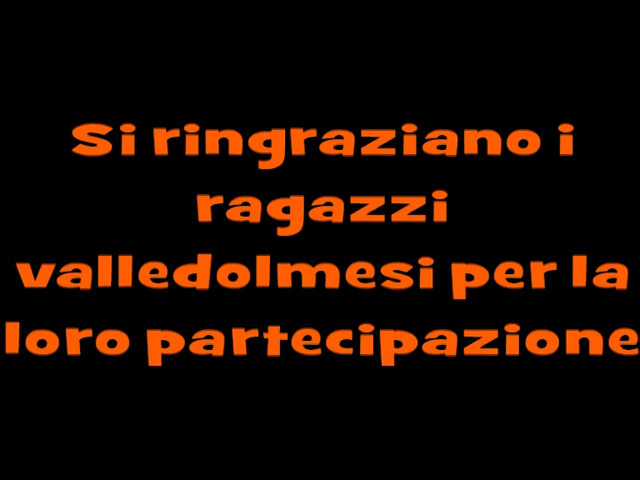 Si ringraziano i
ragazzi
valledolmesi per la
loro partecipazione